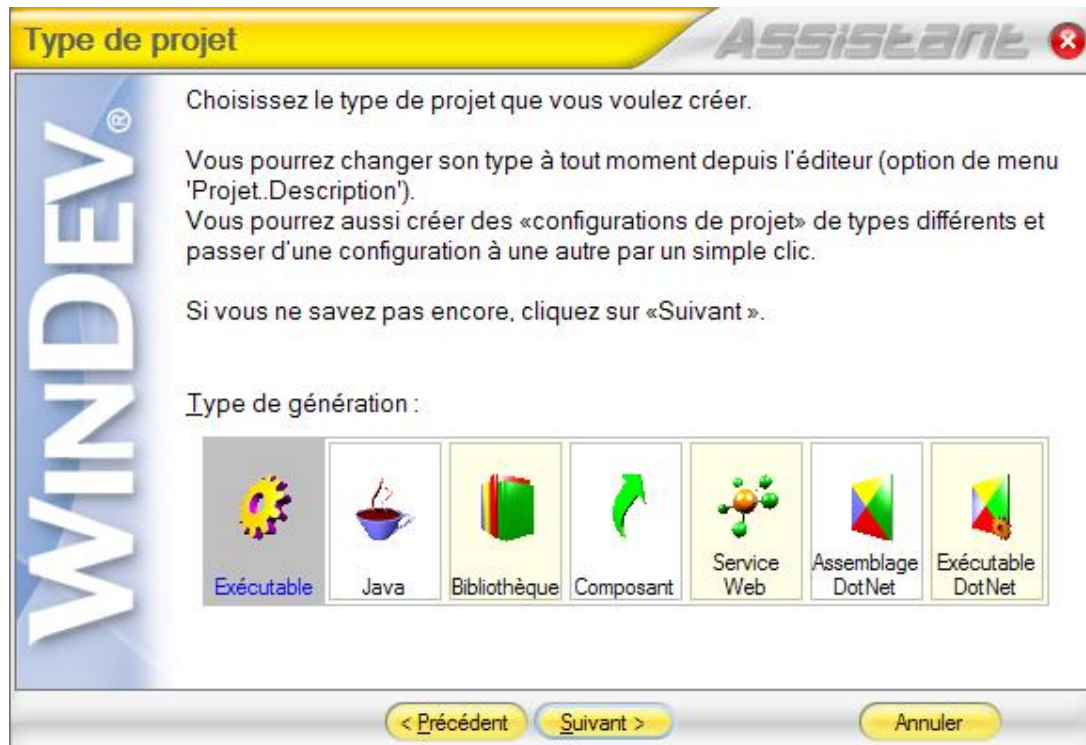 Type de projet
Assistant
WINDEV®
Choisissez le type de projet que vous voulez créer.
Vous pourrez changer son type à tout moment depuis l'éditeur (option de menu
'Projet..Description').
Vous pourrez aussi créer des «configurations de projet» de types différents et
passer d'une configuration à une autre par un simple clic.
Si vous ne savez pas encore, cliquez sur «Suivant ».
Type de génération :
Exécutable
Java
Bibliothèque
Composant
Service
Web
Assemblage
DotNet
Exécutable
DotNet
< Précédent
Suivant >
Annuler